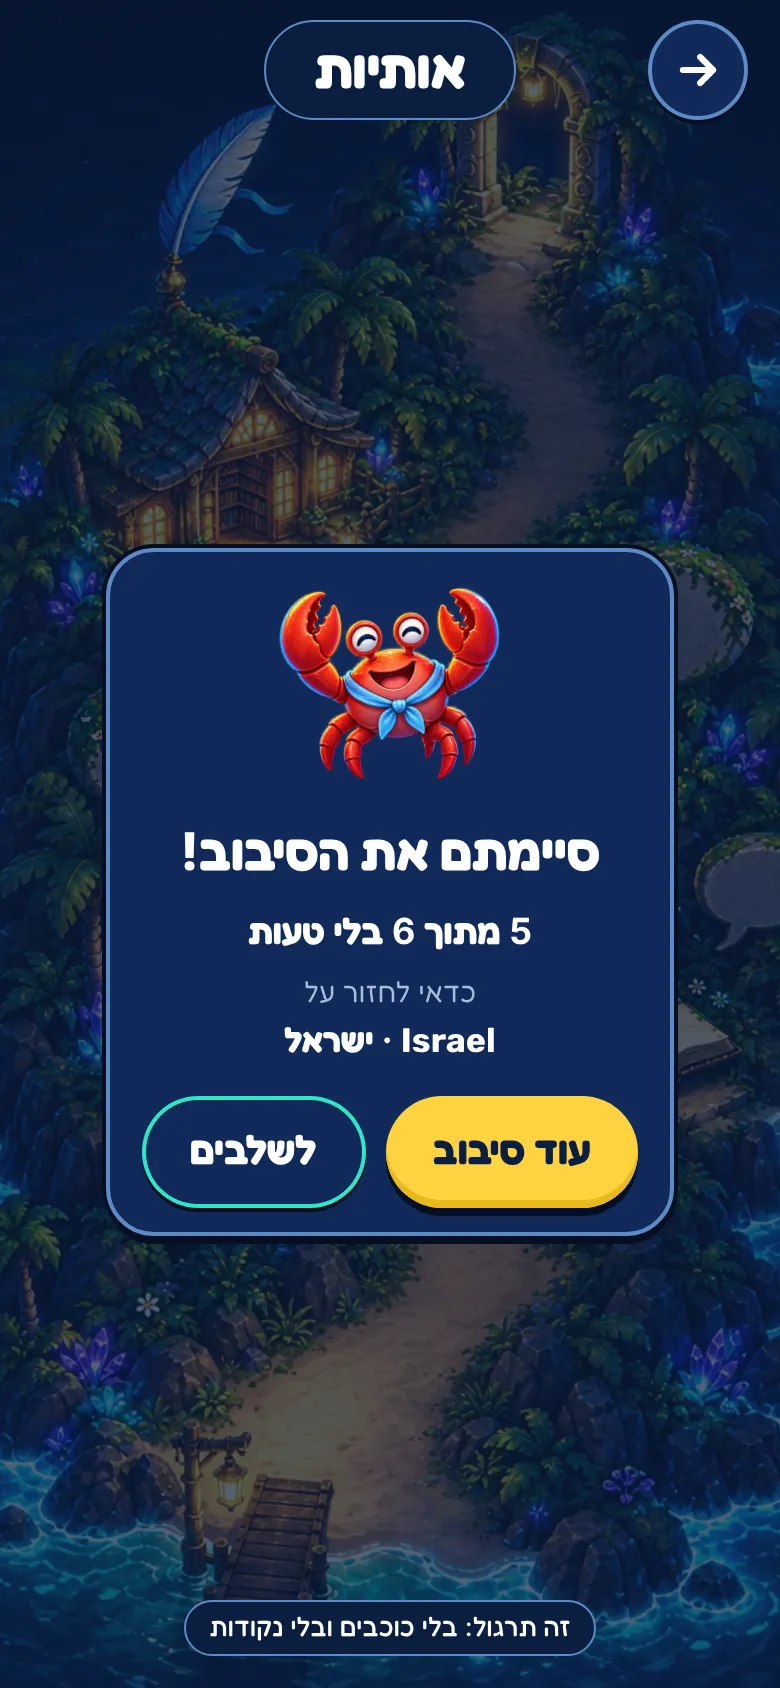 אותיות
סיימתם את הסיבוב!
5 מתוך 6 בלי טעות
כדאי לחזור על
Israel · ישראל
עוד סיבוב
לשלבים
זה תרגול: בלי כוכבים ובלי נקודות